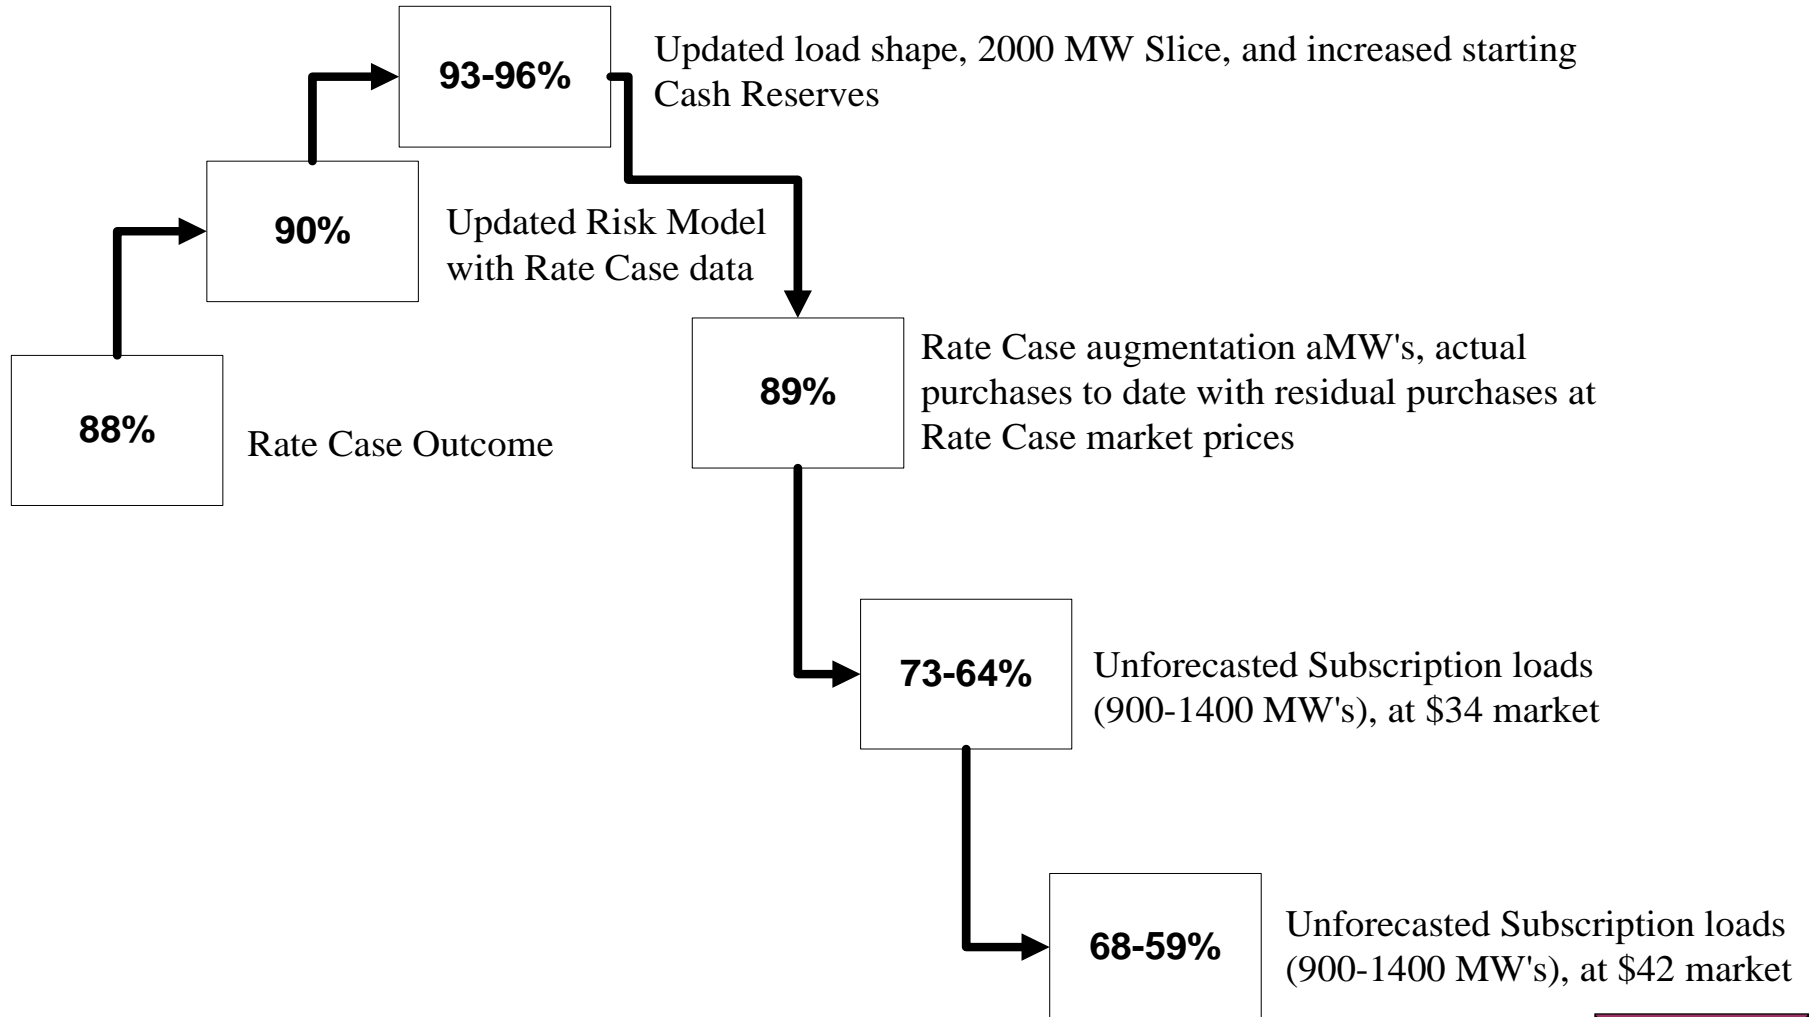 93-96%
Updated load shape, 2000 MW Slice, and increased starting
Cash Reserves
90%
Updated Risk Model
with Rate Case data
88%
Rate Case Outcome
89%
Rate Case augmentation aMW's, actual
purchases to date with residual purchases at
Rate Case market prices
73-64%
Unforecasted Subscription loads
(900-1400 MW's), at $34 market
68-59%
Unforecasted Subscription loads
(900-1400 MW's), at $42 market